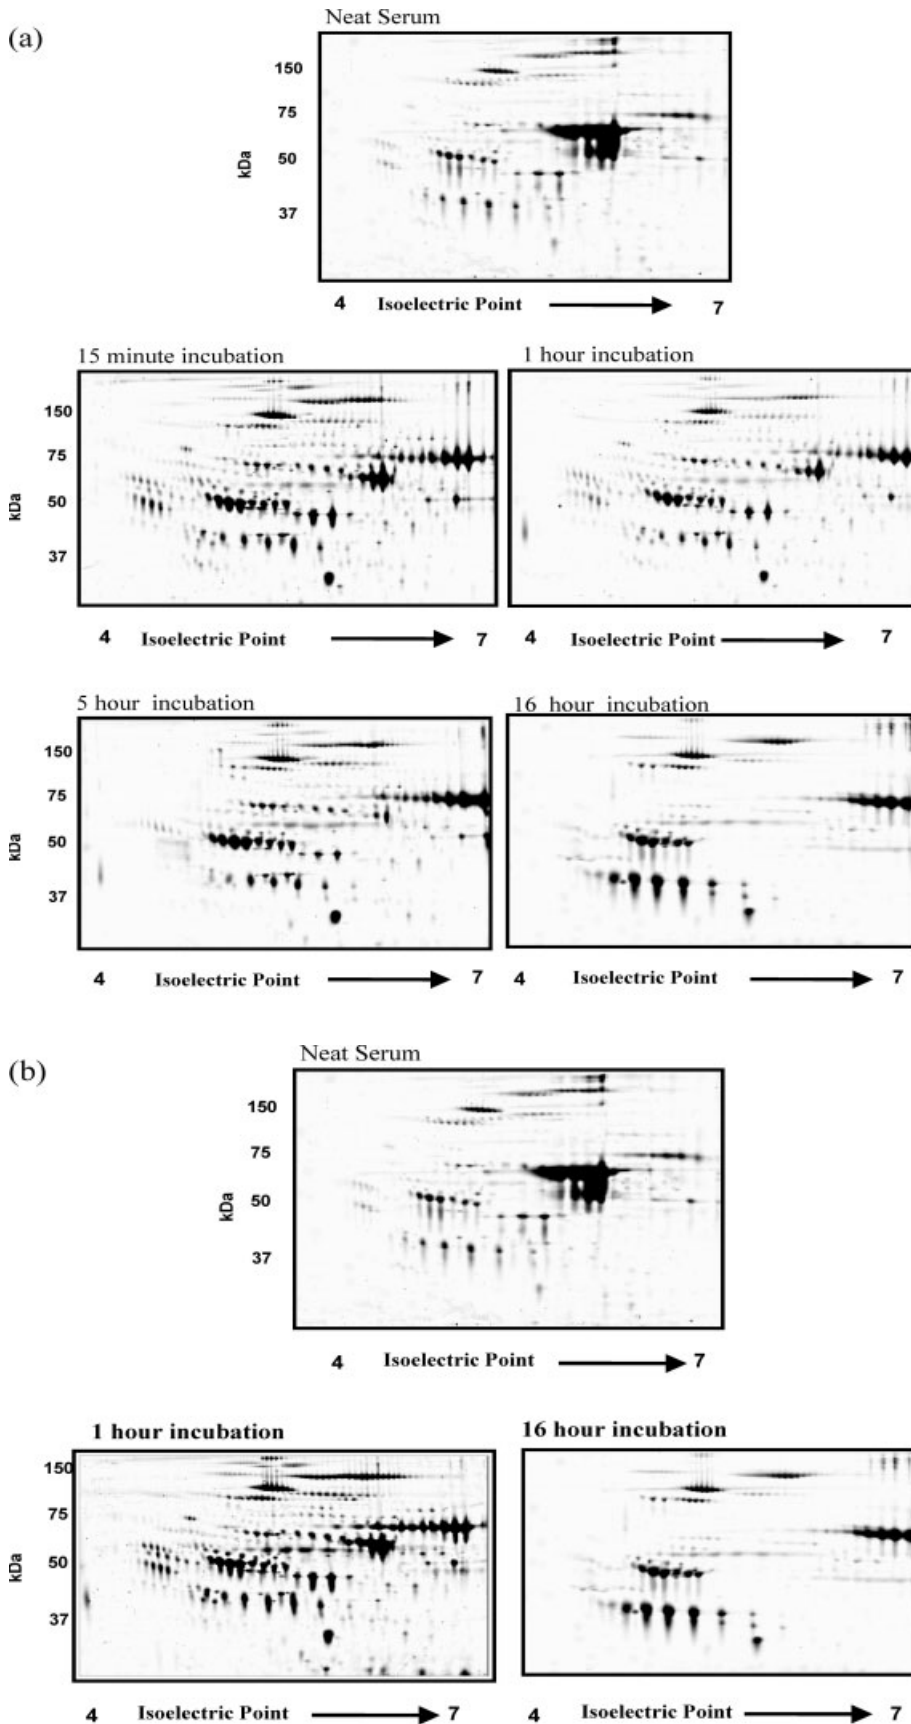 (a)
Neat Serum
150
75
kDa
50
37
4 Isoelectric Point 7
15 minute incubation
1 hour incubation
150
75
50
kDa
37
4 Isoelectric Point 7
4 Isoelectric Point 7
5 hour incubation
16 hour incubation
150
75
kDa
50
37
4 Isoelectric Point 7
4 Isoelectric Point 7
(b)
Neat Serum
150
75
50
kDa
37
4 Isoelectric Point 7
1 hour incubation
16 hour incubation
150
75
kDa
50
37
4 Isoelectric Point 7
4 Isoelectric Point 7